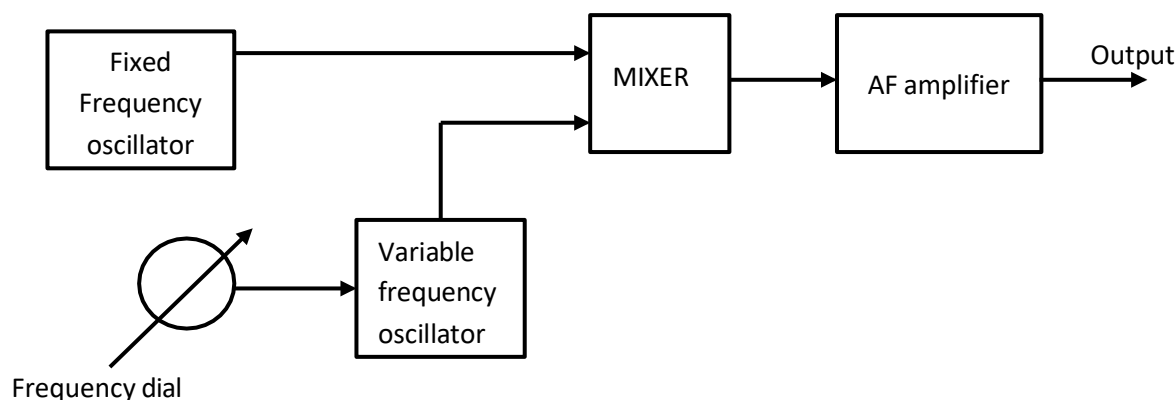 Fixed
Frequency
oscillator
MIXER
AF amplifier
Output
Variable
frequency
oscillator
Frequency dial